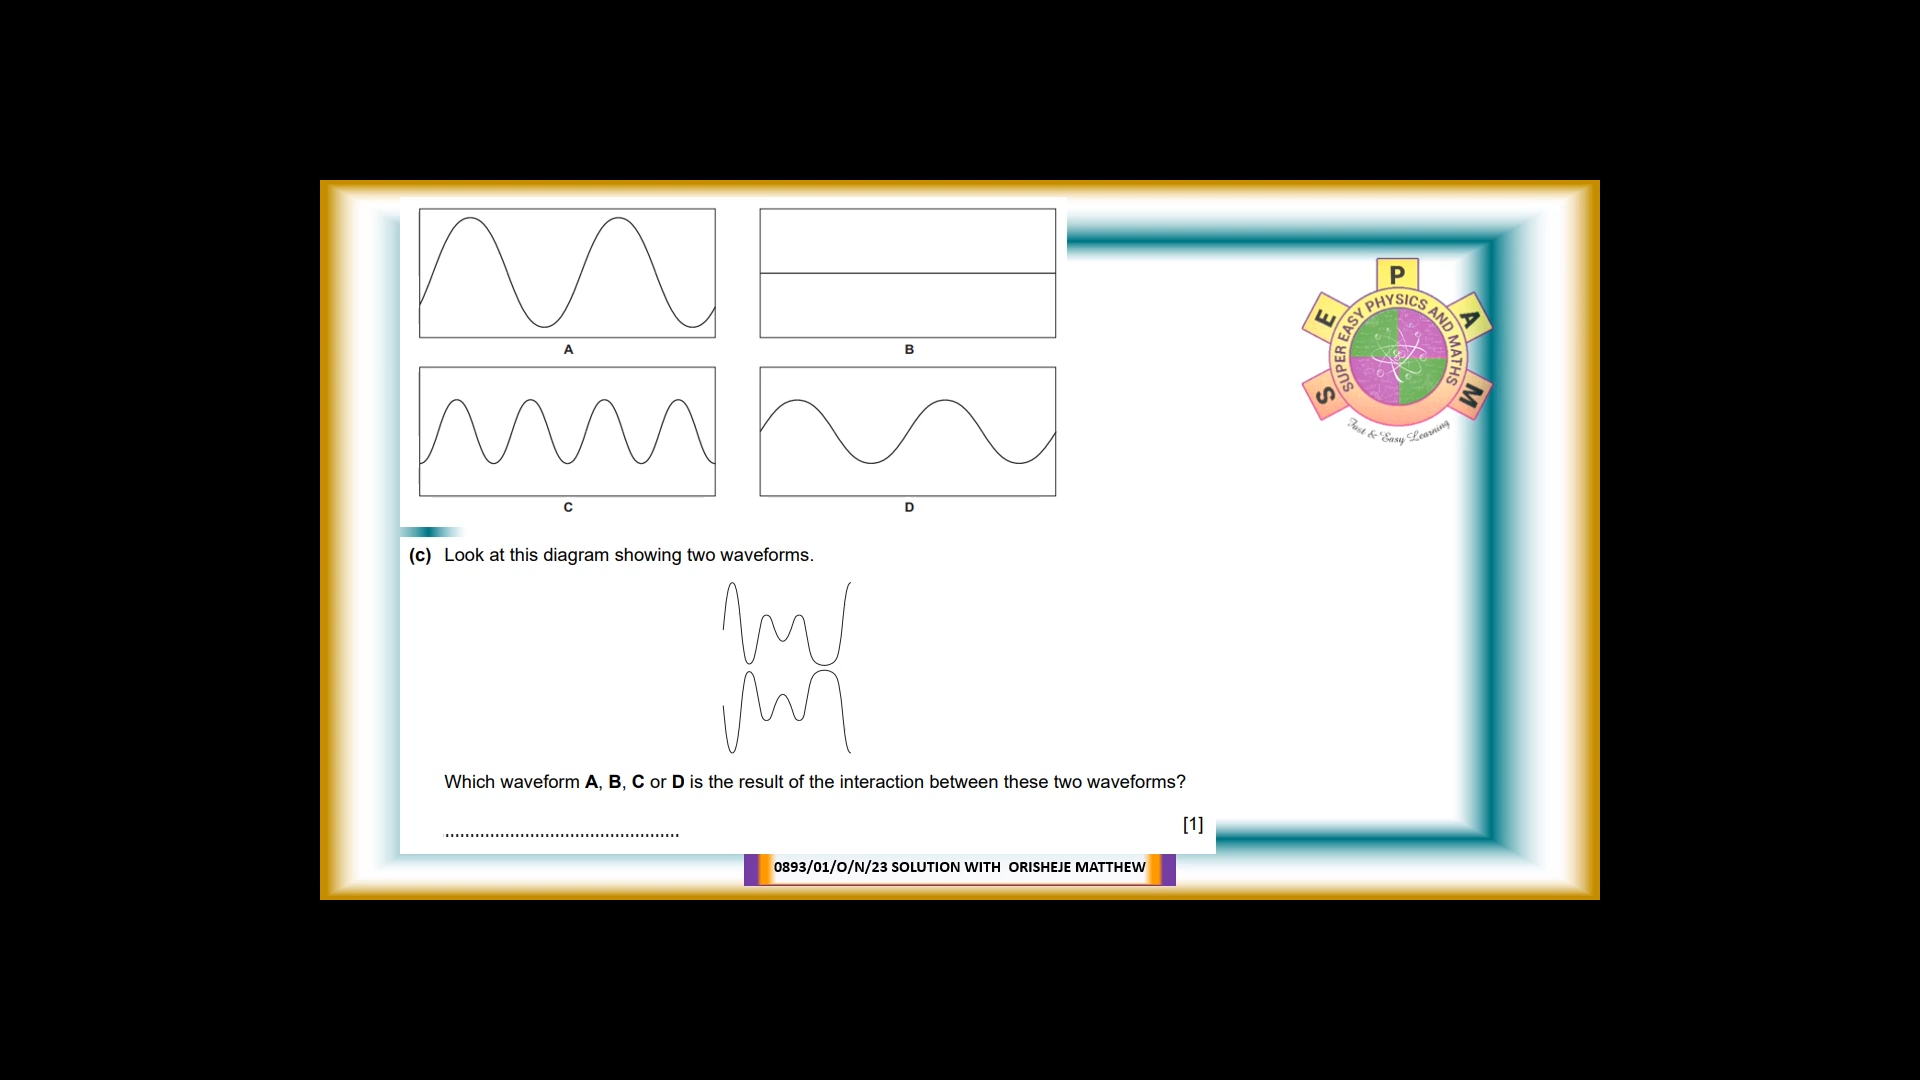 A
B
C
D
S
E
P
A
M
SUPER EASY PHYSICS AND MATHS
Fast & Easy Learning
(c) Look at this diagram showing two waveforms.
Which waveform A, B, C or D is the result of the interaction between these two waveforms?
................................................
[1]
0893/01/O/N/23 SOLUTION WITH ORISHEJE MATTHEW